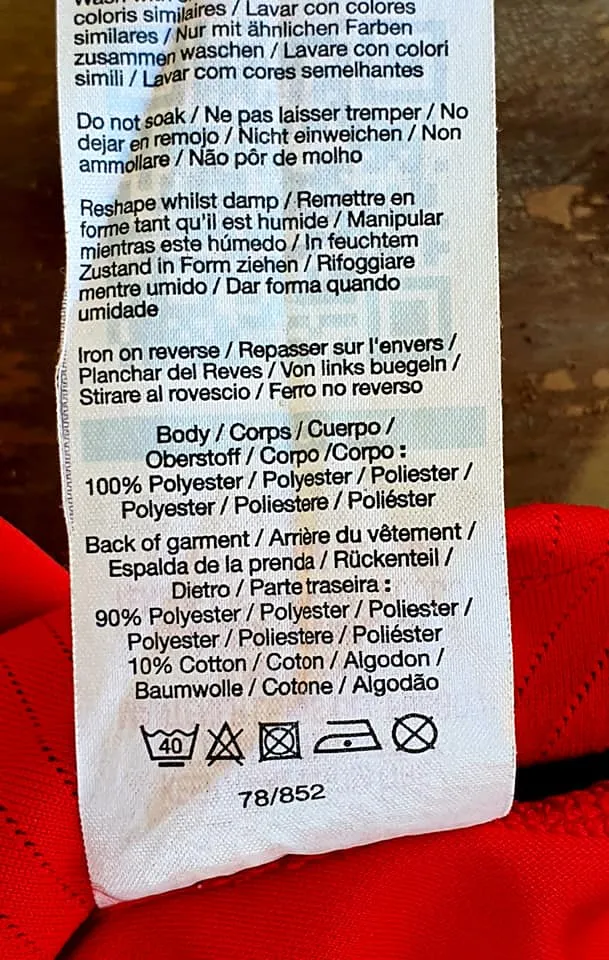 coloris similaires / Lavar con colores
similares / Nur mit ähnlichen Farben
zusammen waschen / Lavare con colori
simili / Lavar com cores semelhantes
Do not soak / Ne pas laisser tremper / No
dejar en remojo / Nicht einweichen / Non
ammollare / Não pôr de molho
Reshape whilst damp / Remettre en
forme tant qu'il est humide / Manipular
mientras este húmedo / In feuchtem
Zustand in Form ziehen / Rifoggiare
mentre umido / Dar forma quando
umidade
Iron on reverse / Repasser sur l'envers /
Planchar del Reves / Von links buegeln /
Stirare al rovescio / Ferro no reverso
Body / Corps / Cuerpo /
Oberstoff / Corpo /Corpo :
100% Polyester / Polyester / Poliester /
Polyester / Poliestere / Poliéster
Back of garment / Arrière du vêtement /
Espalda de la prenda / Rückenteil /
Dietro / Parte traseira :
90% Polyester / Polyester / Poliester /
Polyester / Poliestere / Poliéster
10% Cotton / Coton / Algodon /
Baumwolle / Cotone / Algodão
40
78/852